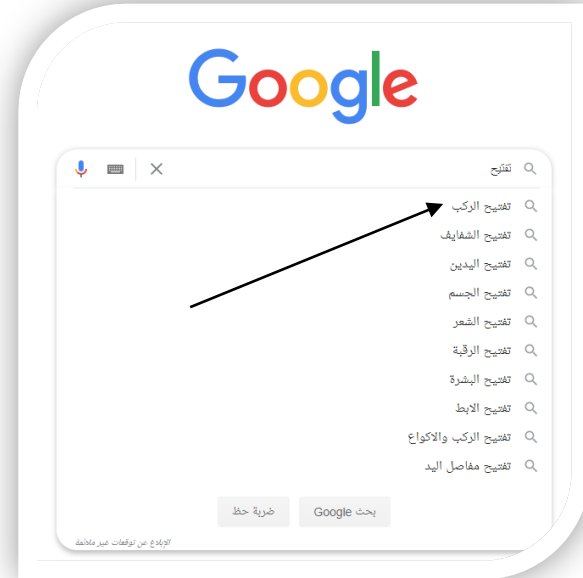 Google
تفتيح
تفتيح الركب
تفتيح الشفايف
تفتيح اليدين
تفتيح الجسم
تفتيح الشعر
تفتيح الرقبة
تفتيح البشرة
تفتيح الابط
تفتيح الركب والاكواع
تفتيح مفاصل اليد
بحث Google ضربة حظ
الإبلاغ عن توقعات غير ملائمة